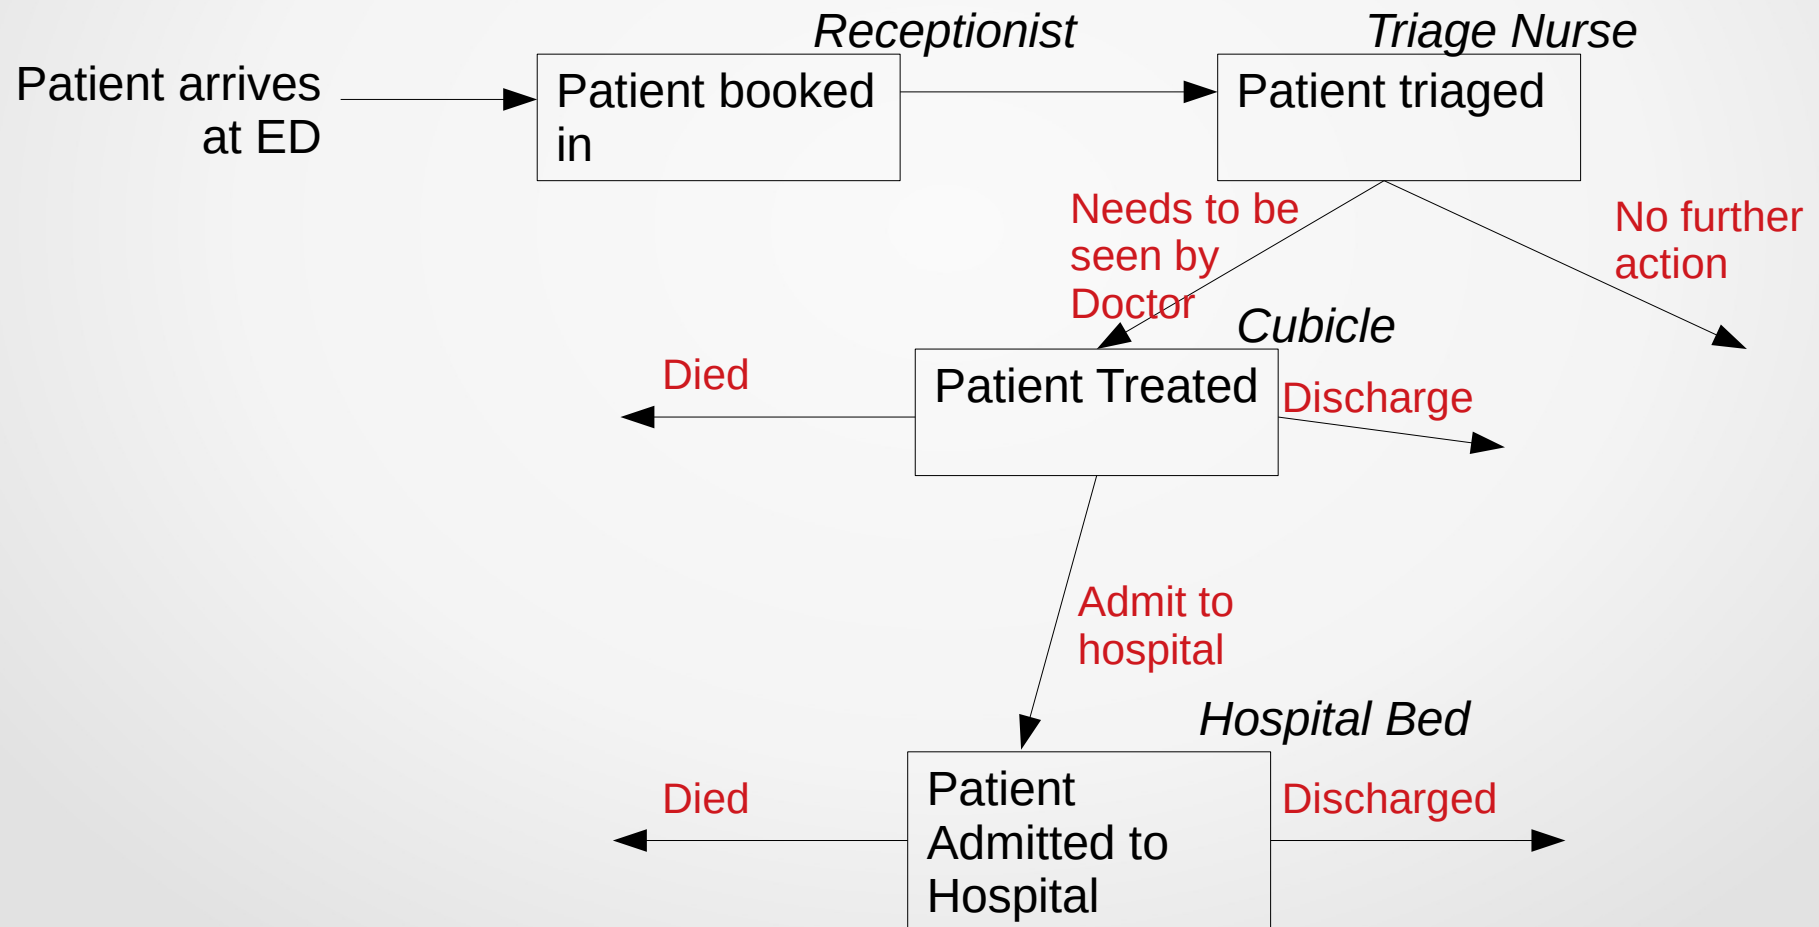 Receptionist
Triage Nurse
Patient arrives
at ED
Patient booked
in
Patient triaged
Needs to be
seen by
Doctor
No further
action
Cubicle
Died
Patient Treated
Discharge
Admit to
hospital
Hospital Bed
Died
Patient
Admitted to
Hospital
Discharged